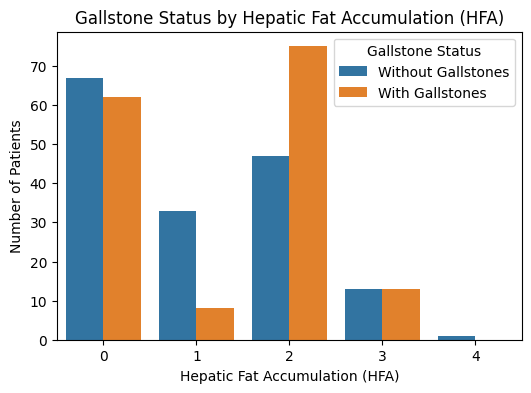 Gallstone Status by Hepatic Fat Accumulation (HFA)
Gallstone Status
Without Gallstones
With Gallstones
Number of Patients
70
60
50
40
30
20
10
0
0 1 2 3 4
Hepatic Fat Accumulation (HFA)